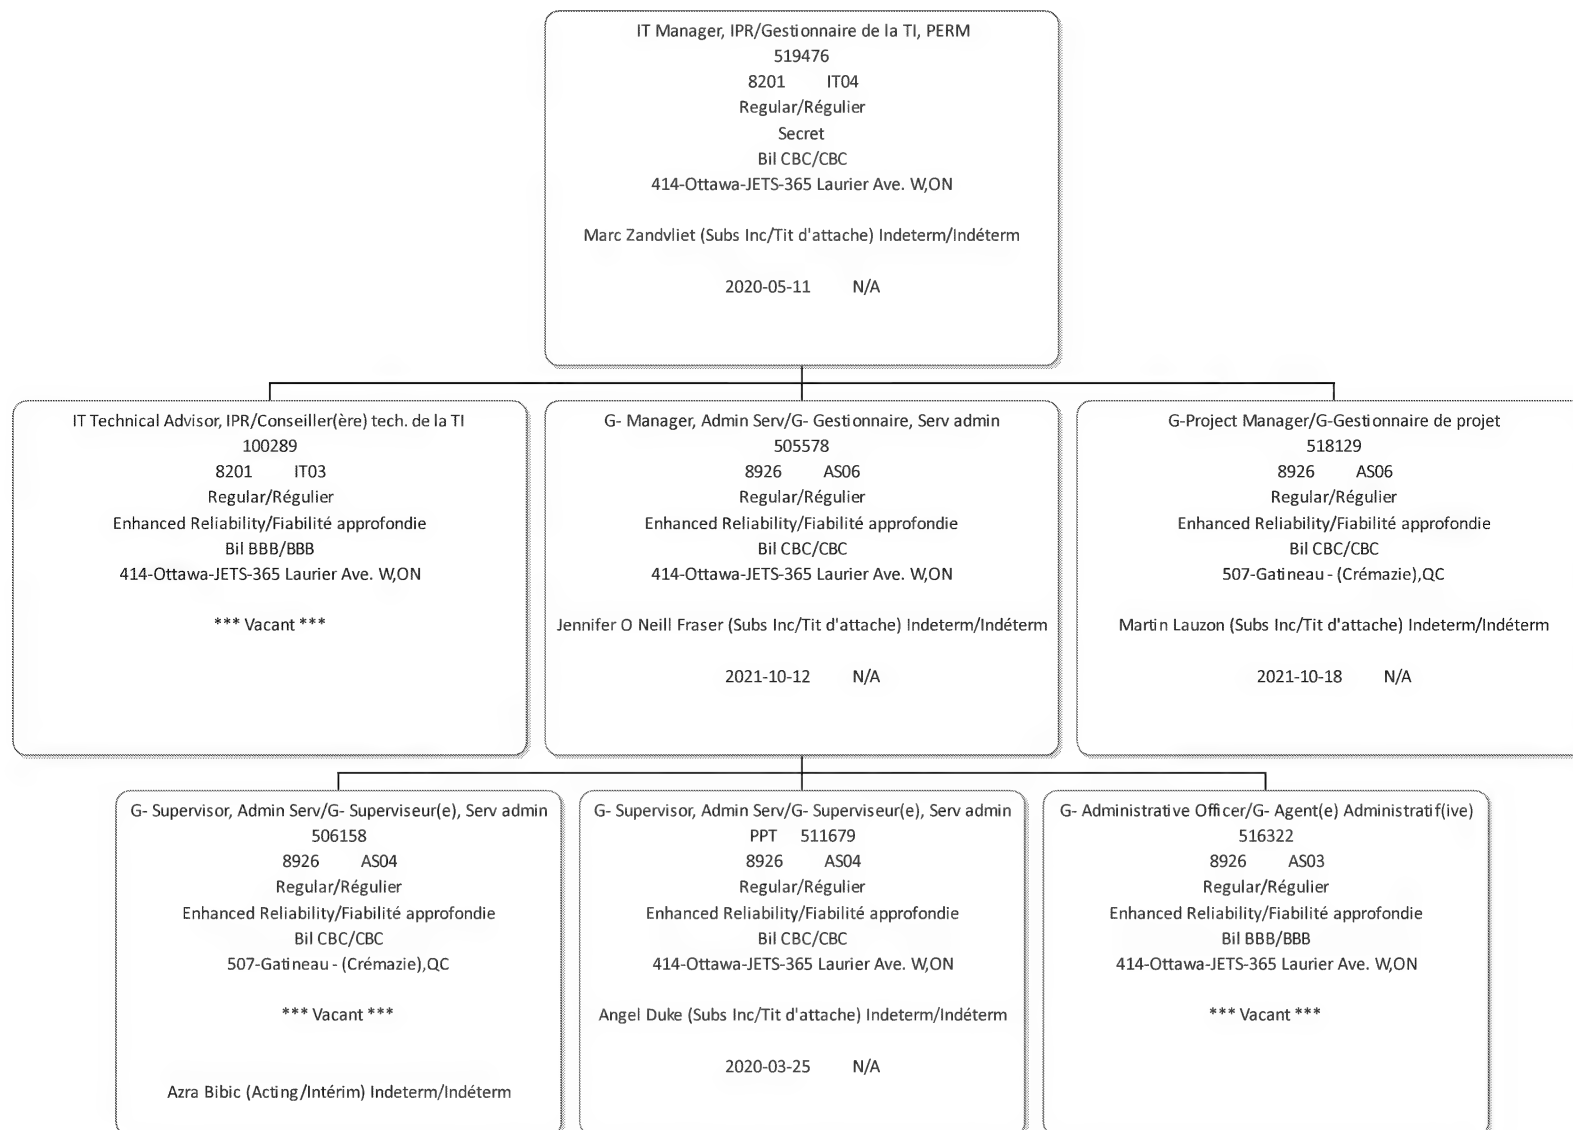 IT Manager, IPR/Gestionnaire de la TI, PERM
519476
8201 IT04
Regular/Régulier
Secret
Bil CBC/CBC
414-Ottawa-JETS-365 Laurier Ave. W,ON
Marc Zandvliet (Subs Inc/Tit d'attache) Indeterm/Indéterm
2020-05-11 N/A
IT Technical Advisor, IPR/Conseiller(ère) tech. de la TI
100289
8201 IT03
Regular/Régulier
Enhanced Reliability/Fiabilité approfondie
Bil BBB/BBB
414-Ottawa-JETS-365 Laurier Ave. W,ON
*** Vacant ***
G- Manager, Admin Serv/G- Gestionnaire, Serv admin
505578
8926 AS06
Regular/Régulier
Enhanced Reliability/Fiabilité approfondie
Bil CBC/CBC
414-Ottawa-JETS-365 Laurier Ave. W,ON
Jennifer O Neill Fraser (Subs Inc/Tit d'attache) Indeterm/Indéterm
2021-10-12 N/A
G-Project Manager/G-Gestionnaire de projet
518129
8926 AS06
Regular/Régulier
Enhanced Reliability/Fiabilité approfondie
Bil CBC/CBC
507-Gatineau - (Crémazie),QC
Martin Lauzon (Subs Inc/Tit d'attache) Indeterm/Indéterm
2021-10-18 N/A
G- Supervisor, Admin Serv/G- Superviseur(e), Serv admin
506158
8926 AS04
Regular/Régulier
Enhanced Reliability/Fiabilité approfondie
Bil CBC/CBC
507-Gatineau - (Crémazie),QC
*** Vacant ***
Azra Bibic (Acting/Intérim) Indeterm/Indéterm
G- Supervisor, Admin Serv/G- Superviseur(e), Serv admin
PPT 511679
8926 AS04
Regular/Régulier
Enhanced Reliability/Fiabilité approfondie
Bil CBC/CBC
414-Ottawa-JETS-365 Laurier Ave. W,ON
Angel Duke (Subs Inc/Tit d'attache) Indeterm/Indéterm
2020-03-25 N/A
G- Administrative Officer/G- Agent(e) Administratif(ive)
516322
8926 AS03
Regular/Régulier
Enhanced Reliability/Fiabilité approfondie
Bil BBB/BBB
414-Ottawa-JETS-365 Laurier Ave. W,ON
*** Vacant ***